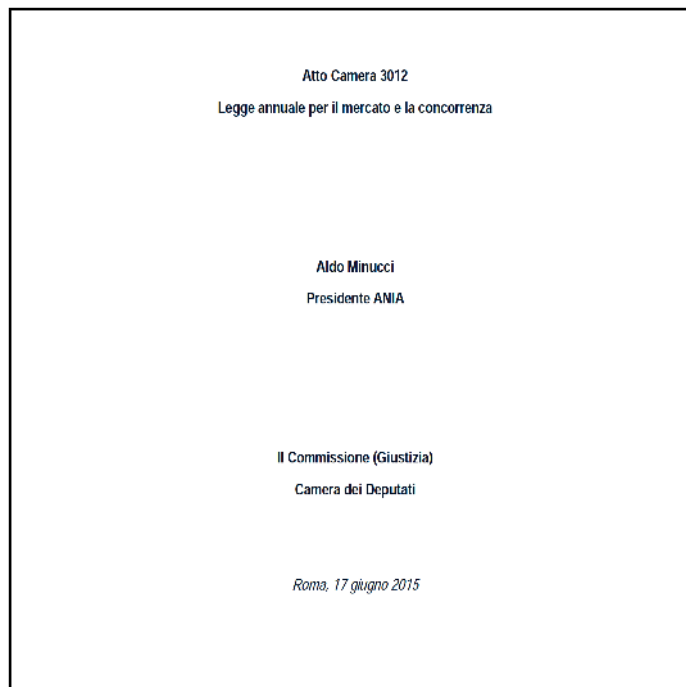 Atto Camera 3012
Legge annuale per il mercato e la concorrenza
Aldo Minucci
Presidente ANIA
II Commissione (Giustizia)
Camera dei Deputati
Roma, 17 giugno 2015